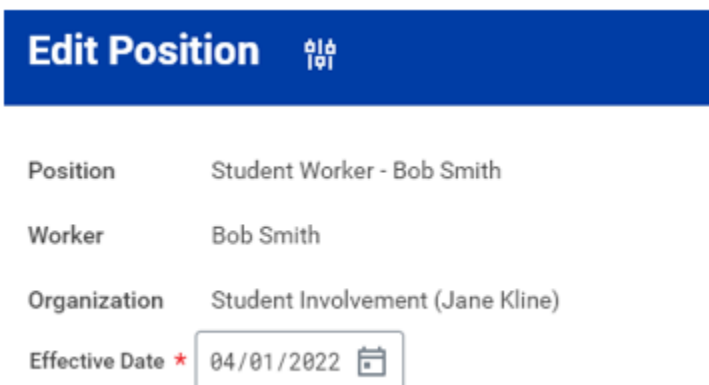 Edit Position
Position Student Worker - Bob Smith
Worker Bob Smith
Organization Student Involvement (Jane Kline)
Effective Date * 04/01/2022